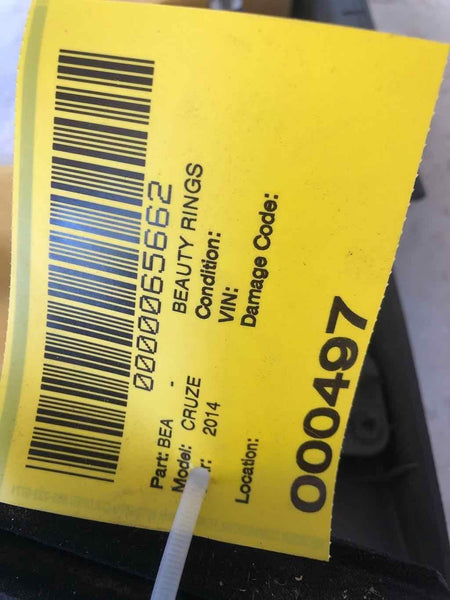 0000065662
Part: BEA - BEAUTY RINGS
Model: CRUZE Condition:
r: 2014 VIN:
Damage Code:
Location:
000497